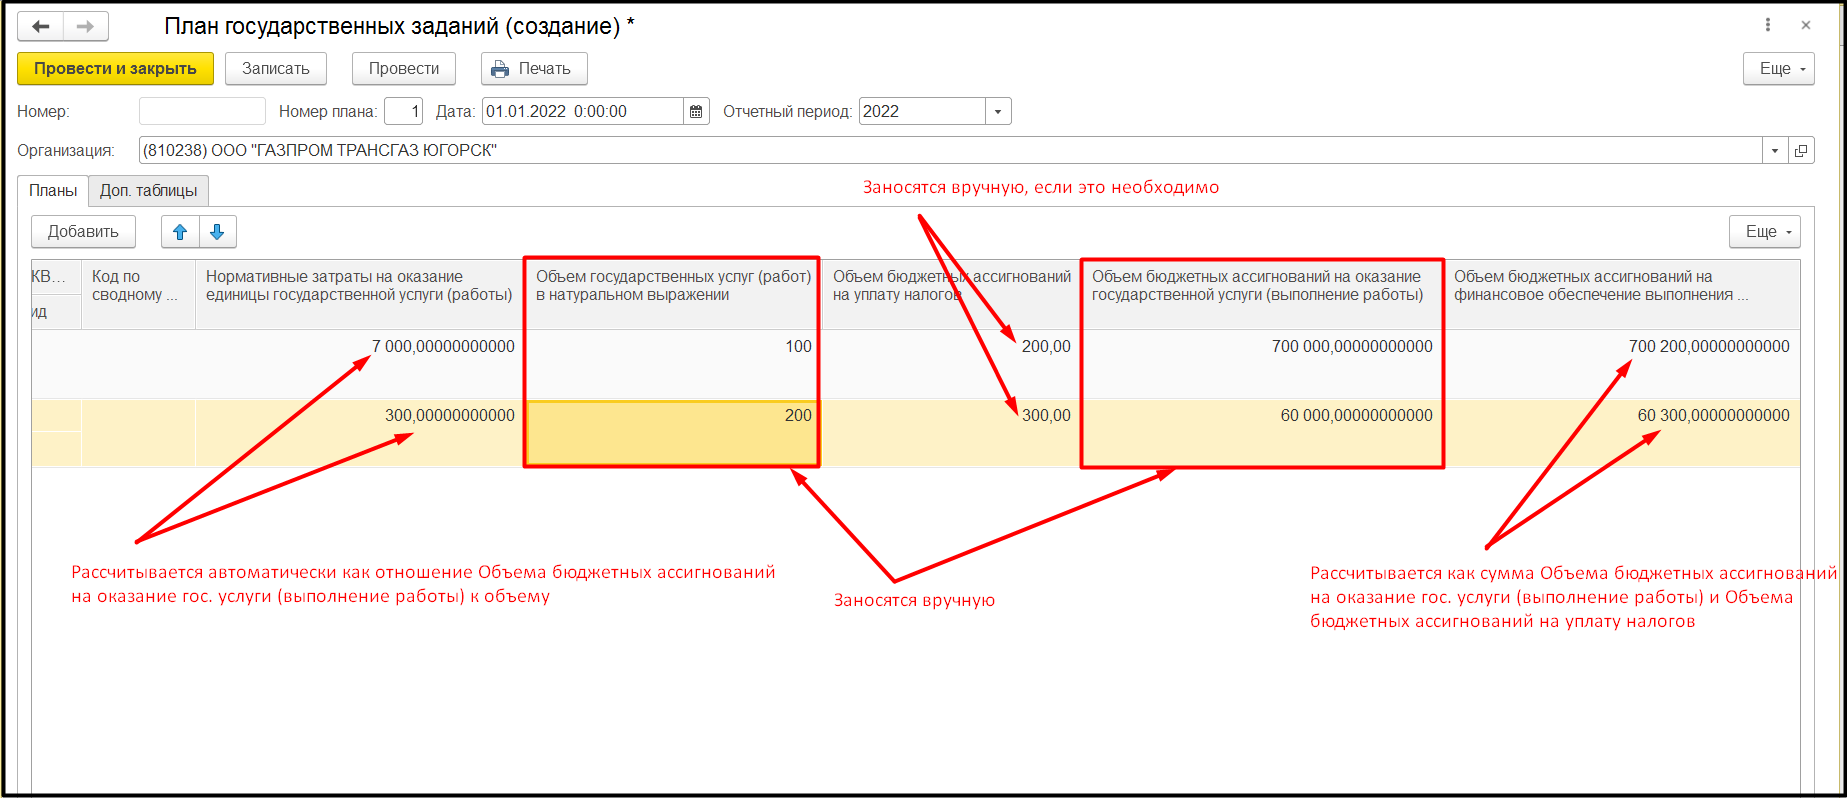 План государственных заданий (создание) *
Провести и закрыть
Записать
Провести
Печать
Еще
Номер:
Номер плана: 1
Дата: 01.01.2022 0:00:00
Отчетный период: 2022
Организация: (810238) ООО "ГАЗПРОМ ТРАНСГАЗ ЮГОРСК"
Планы
Доп. таблицы
Заносятся вручную, если это необходимо
Добавить
Еще
КВ...
ид
Код по
сводному ...
Нормативные затраты на оказание
единицы государственной услуги (работы)
Объем государственных услуг (работ)
в натуральном выражении
Объем бюджетных ассигнований
на уплату налогов
Объем бюджетных ассигнований на оказание
государственной услуги (выполнение работы)
Объем бюджетных ассигнований на
финансовое обеспечение выполнения ...
7 000,00000000000
100
200,00
700 000,00000000000
700 200,00000000000
300,00000000000
200
300,00
60 000,00000000000
60 300,00000000000
Рассчитывается автоматически как отношение Объема бюджетных ассигнований
на оказание гос. услуги (выполнение работы) к объему
Заносятся вручную
Рассчитывается как сумма Объема бюджетных ассигнований
на оказание гос. услуги (выполнение работы) и Объема
бюджетных ассигнований на уплату налогов